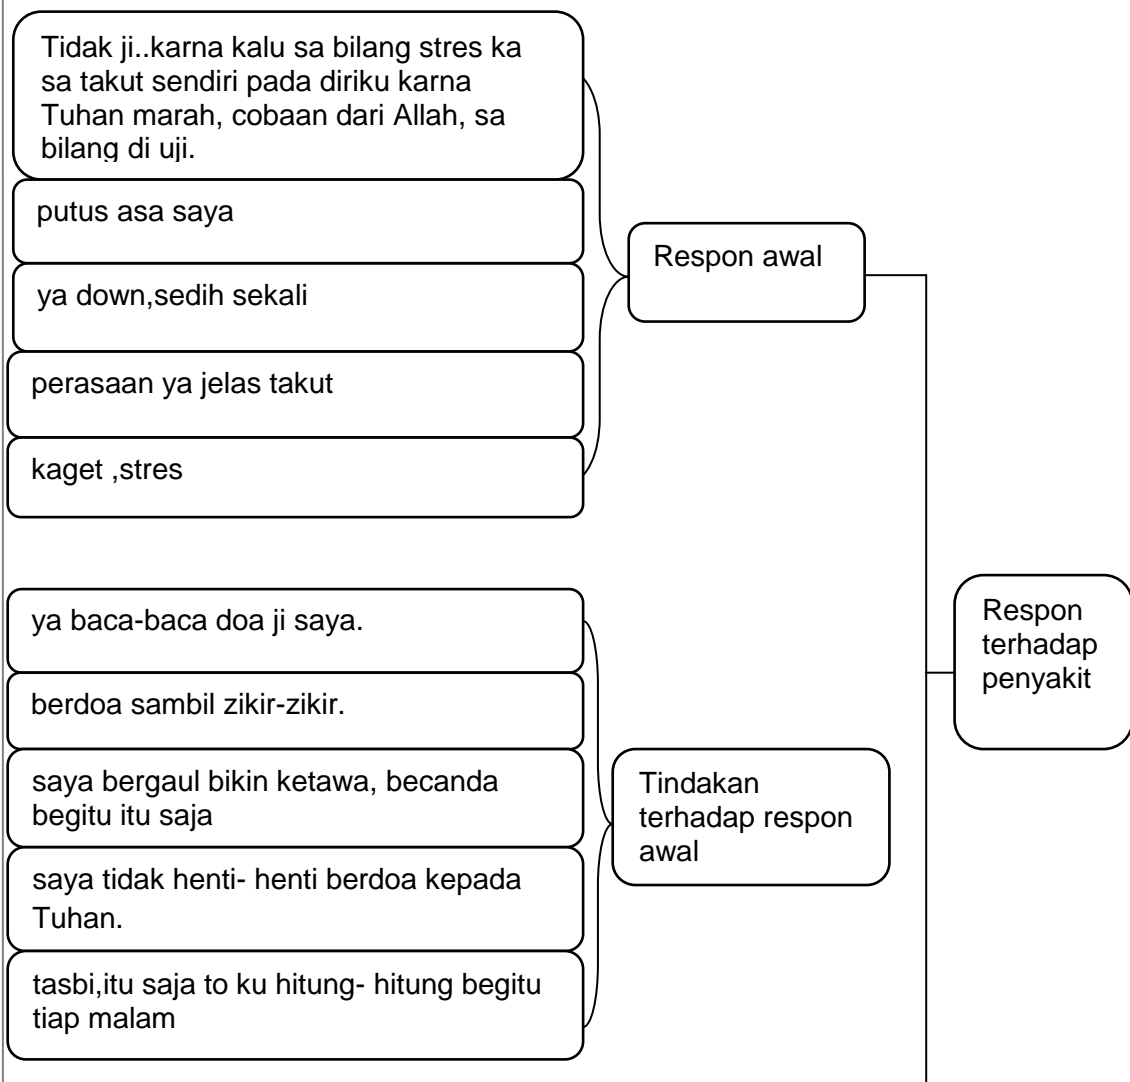 Tidak ji..karna kalu sa bilang stres ka
sa takut sendiri pada diriku karna
Tuhan marah, cobaan dari Allah, sa
bilang di uji.
putus asa saya
ya down,sedih sekali
perasaan ya jelas takut
kaget ,stres
Respon awal
ya baca-baca doa ji saya.
berdoa sambil zikir-zikir.
saya bergaul bikin ketawa, becanda
begitu itu saja
saya tidak henti- henti berdoa kepada
Tuhan.
tasbi,itu saja to ku hitung- hitung begitu
tiap malam
Tindakan
terhadap respon
awal
Respon
terhadap
penyakit